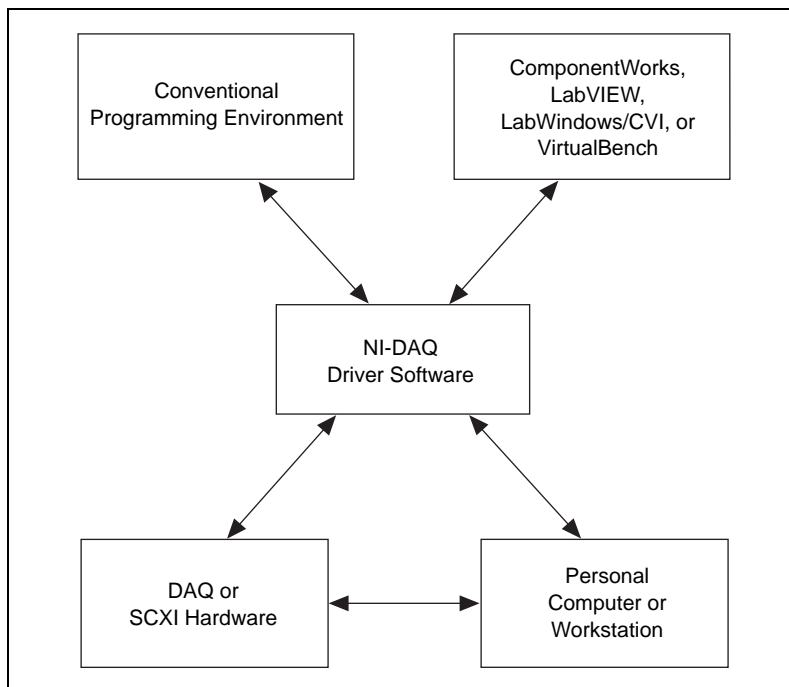 Conventional
Programming Environment
ComponentWorks,
LabVIEW,
LabWindows/CVI, or
VirtualBench
NI-DAQ
Driver Software
DAQ or
SCXI Hardware
Personal
Computer or
Workstation